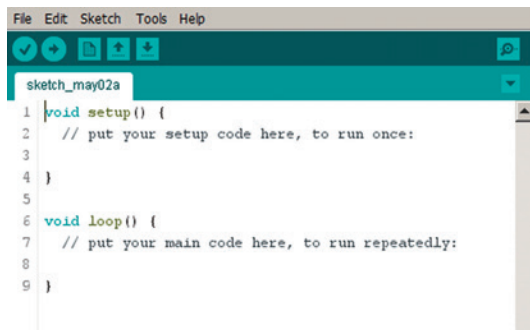 File Edit Sketch Tools Help
sketch_may02a
1 void setup() {
2   // put your setup code here, to run once:
3
4 }
5
6 void loop() {
7   // put your main code here, to run repeatedly:
8
9 }